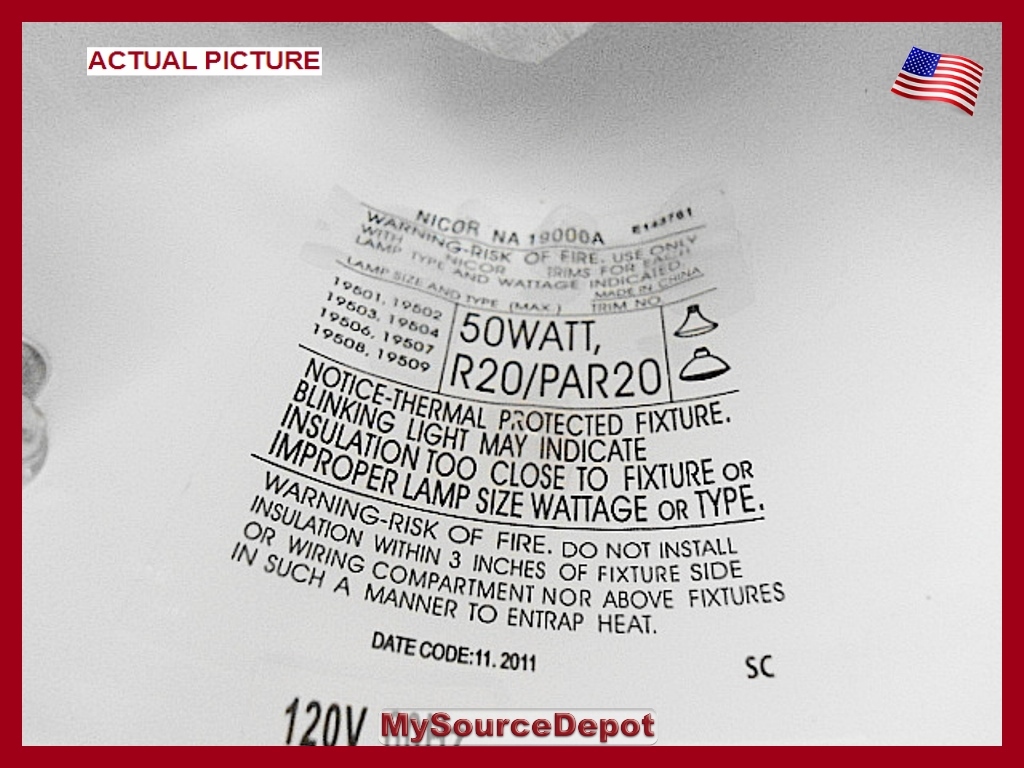 ACTUAL PICTURE
NICOR NA 19000A E143761
WARNING-RISK OF FIRE. USE ONLY
WITH NICOR TRIMS FOR EACH
LAMP TYPE AND WATTAGE INDICATED.
MADE IN CHINA
LAMP SIZE AND TYPE (MAX.) TRIM NO.
19501, 19502
19503, 19504
19506, 19507
19508, 19509
50WATT,
R20/PAR20
NOTICE-THERMAL PROTECTED FIXTURE.
BLINKING LIGHT MAY INDICATE
INSULATION TOO CLOSE TO FIXTURE OR
IMPROPER LAMP SIZE WATTAGE OR TYPE.
WARNING-RISK OF FIRE. DO NOT INSTALL
INSULATION WITHIN 3 INCHES OF FIXTURE SIDE
OR WIRING COMPARTMENT NOR ABOVE FIXTURES
IN SUCH A MANNER TO ENTRAP HEAT.
DATE CODE:11. 2011
SC
120V
MySourceDepot